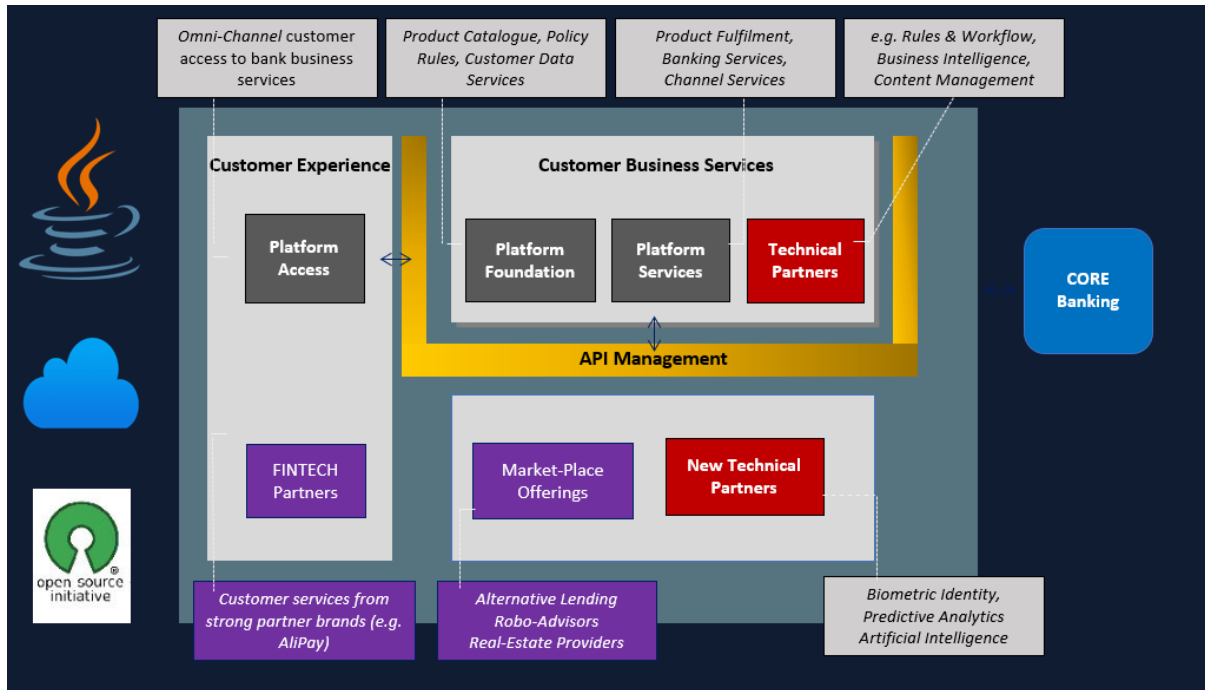 Omni-Channel customer
access to bank business
services
Product Catalogue, Policy
Rules, Customer Data
Services
Product Fulfilment,
Banking Services,
Channel Services
e.g. Rules & Workflow,
Business Intelligence,
Content Management
Customer Experience
Customer Business Services
Platform
Access
Platform
Foundation
Platform
Services
Technical
Partners
CORE
Banking
API Management
FINTECH
Partners
Market-Place
Offerings
New Technical
Partners
®
open source
initiative
Customer services from
strong partner brands (e.g.
AliPay)
Alternative Lending
Robo-Advisors
Real-Estate Providers
Biometric Identity,
Predictive Analytics
Artificial Intelligence